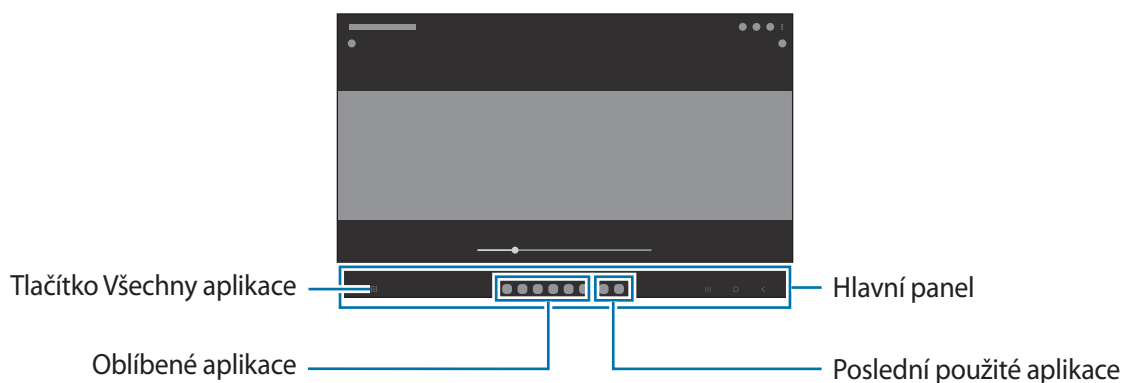 Tlačítko Všechny aplikace
Hlavní panel
Oblíbené aplikace
Poslední použité aplikace